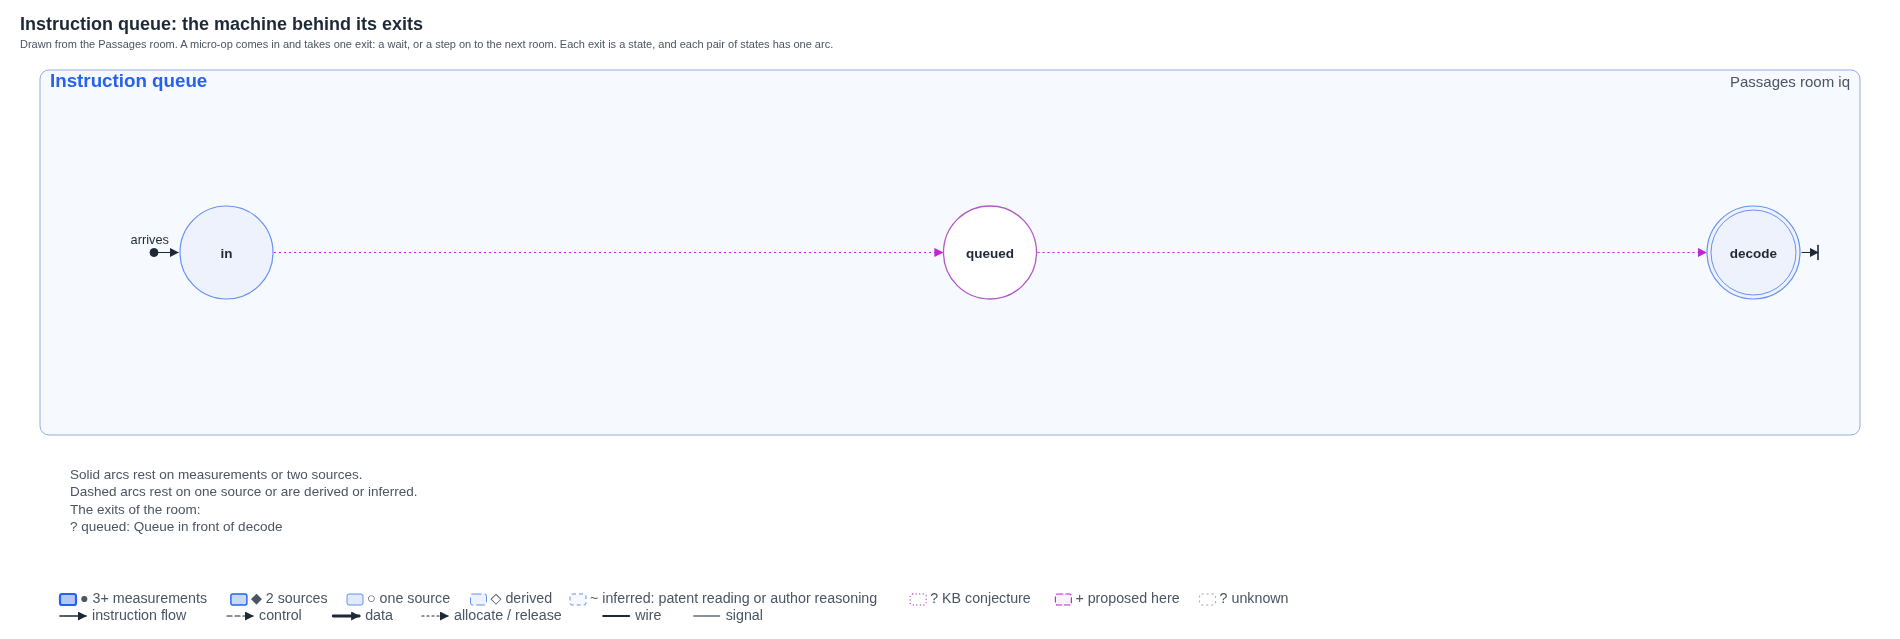 Instruction queue: the machine behind its exits
Drawn from the Passages room. A micro-op comes in and takes one exit: a wait, or a step on to the next room. Each exit is a state, and each pair of states has one arc.
Instruction queue
Passages room iq
arrives
in
queued
decode
Solid arcs rest on measurements or two sources.
Dashed arcs rest on one source or are derived or inferred.
The exits of the room:
? queued: Queue in front of decode
● 3+ measurements ◆ 2 sources ○ one source ◇ derived ~ inferred: patent reading or author reasoning ? KB conjecture + proposed here ? unknown
instruction flow control data allocate / release wire signal